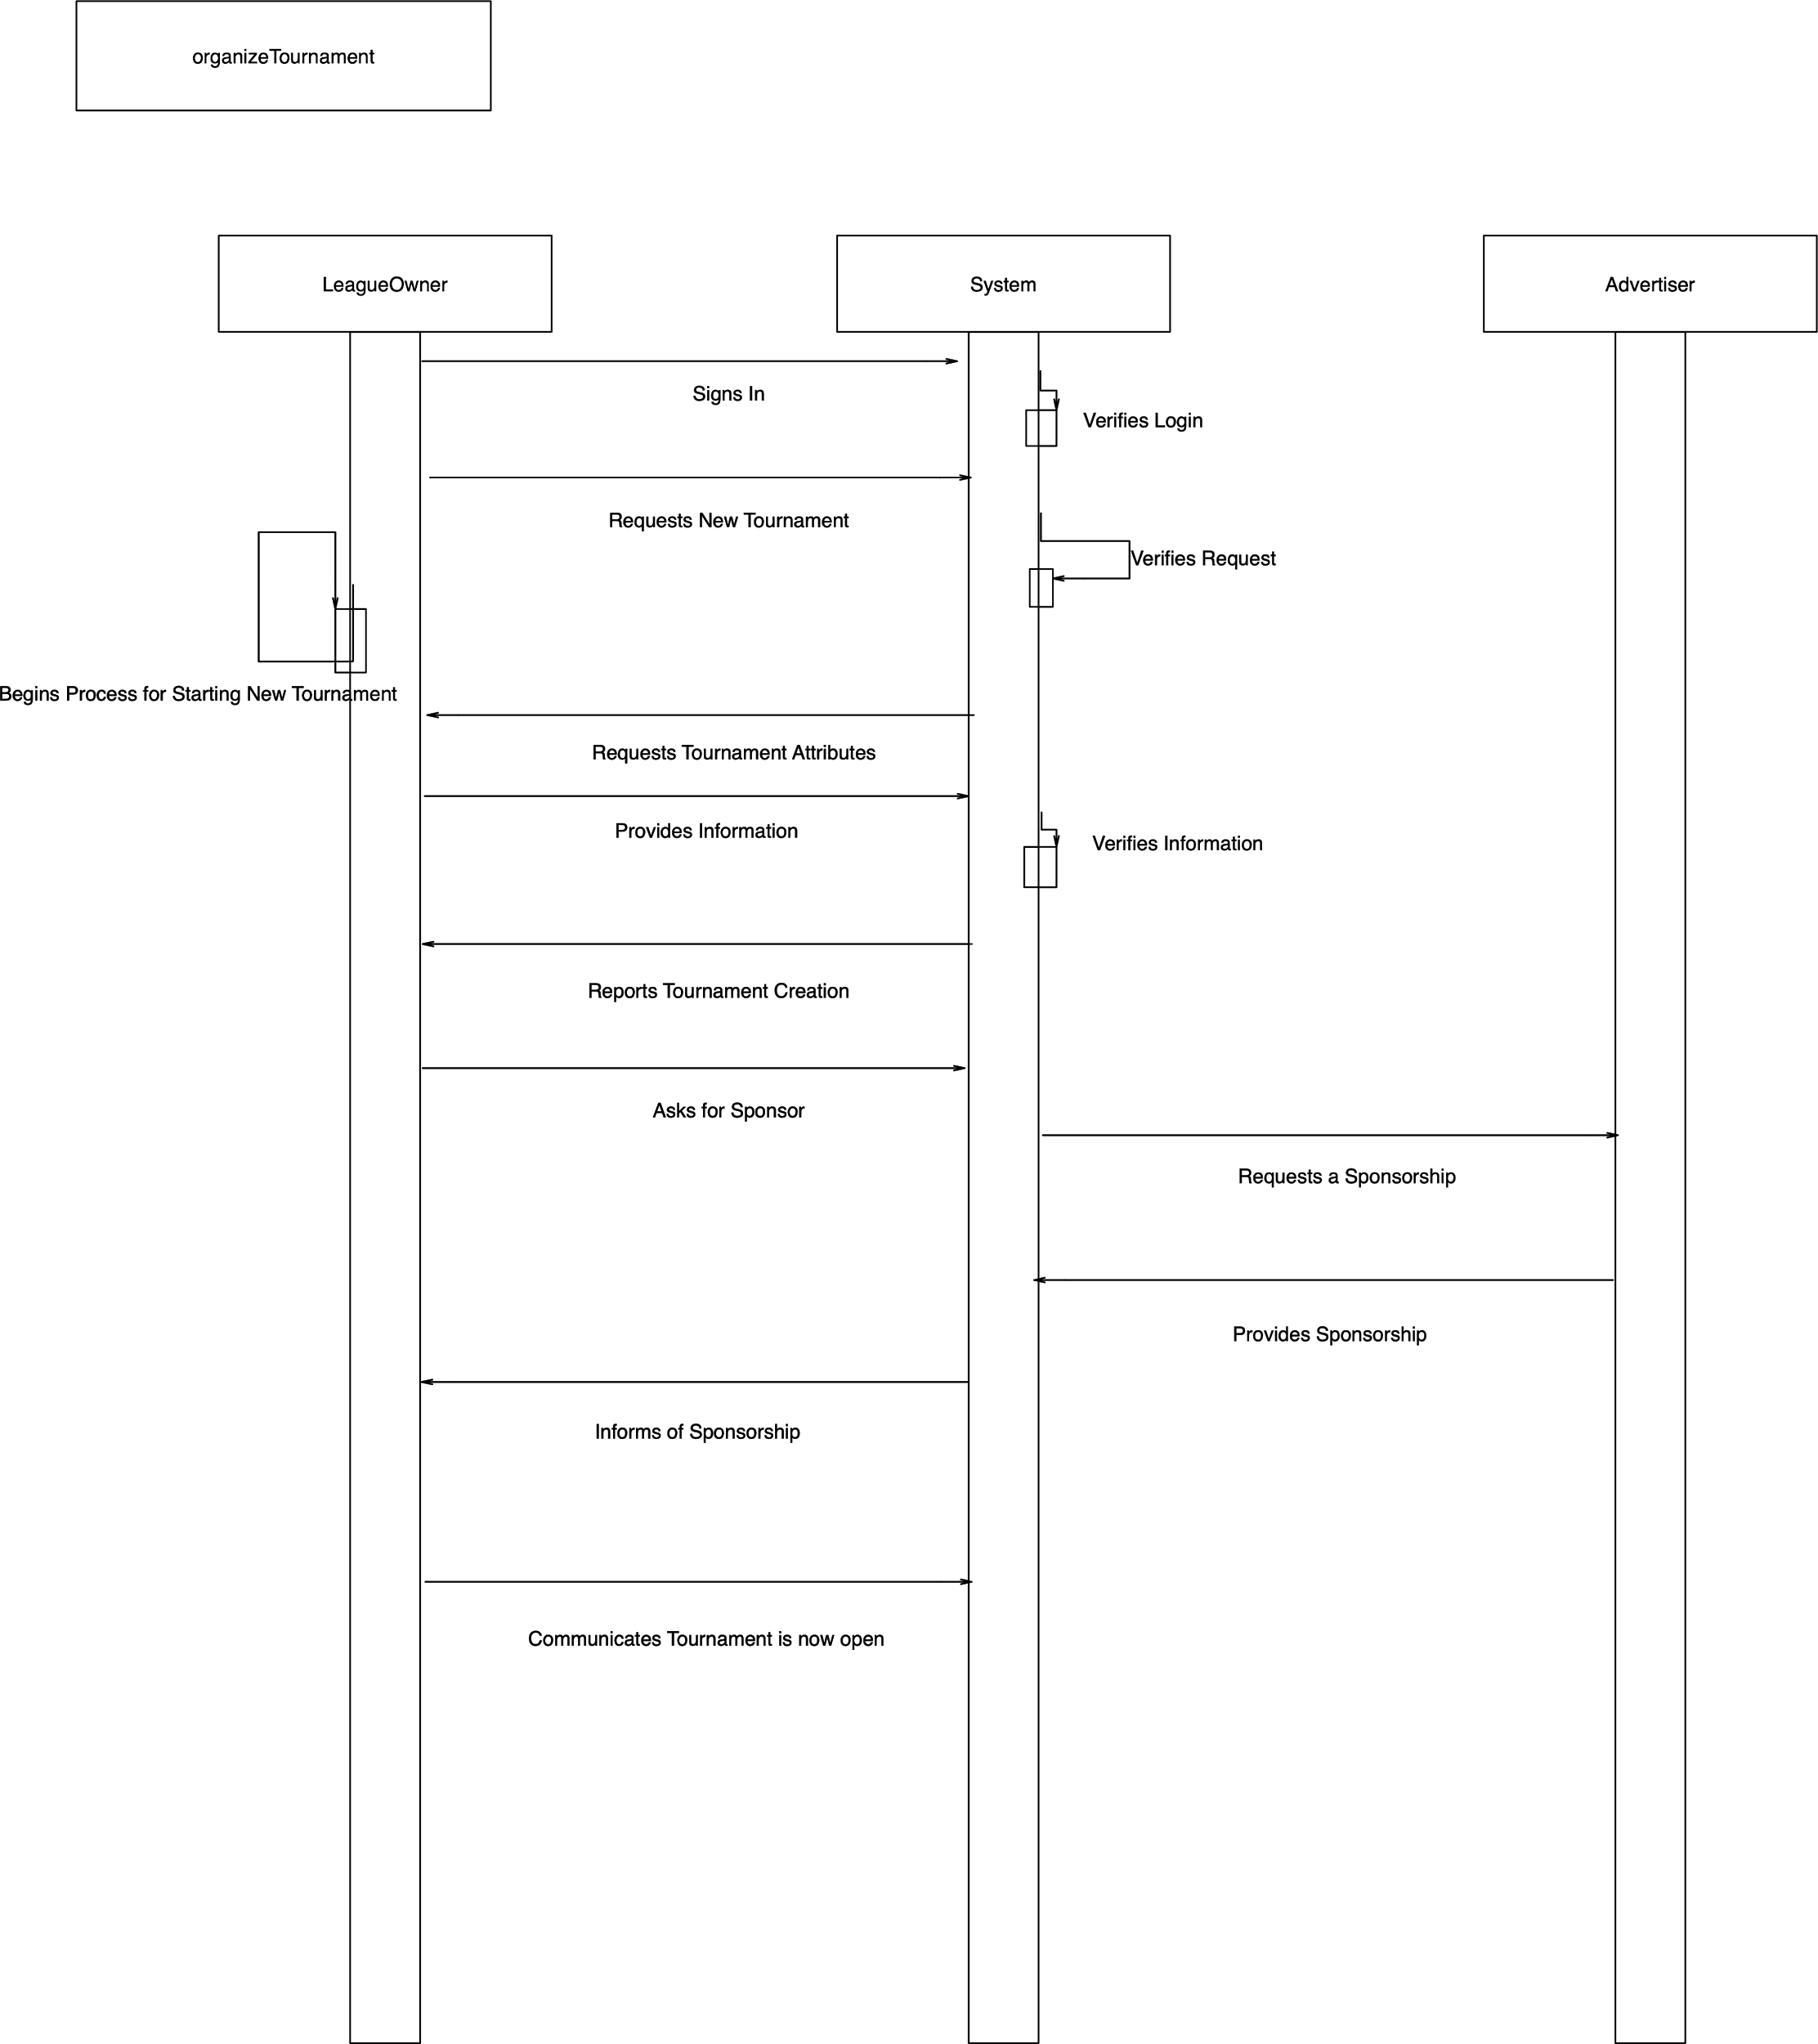 organizeTournament
LeagueOwner
System
Advertiser
Signs In
Verifies Login
Requests New Tournament
Verifies Request
Begins Process for Starting New Tournament
Requests Tournament Attributes
Provides Information
Verifies Information
Reports Tournament Creation
Asks for Sponsor
Requests a Sponsorship
Provides Sponsorship
Informs of Sponsorship
Communicates Tournament is now open